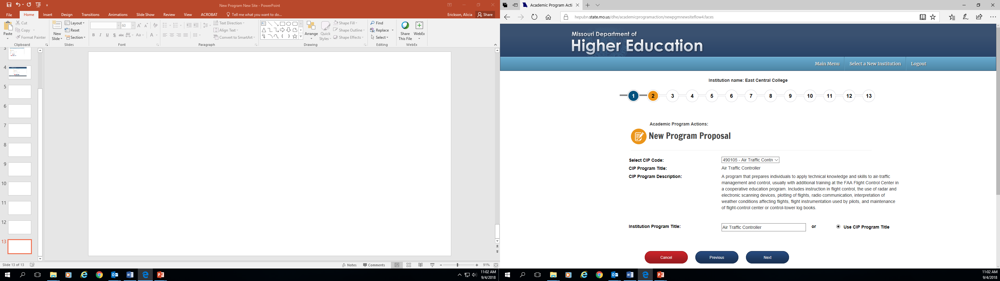 New Program New Site - PowerPoint
File Home Insert Design Transitions Animations Slide Show Review View ACROBAT Tell me what you want to do... Erickson, Alicia Share
Paste
Cut
Copy
Format Painter
Clipboard
New Slide
Layout
Reset
Section
Slides
60
B I U S abc AV Aa A
Font
Text Direction
Align Text
Convert to SmartArt
Paragraph
Arrange
Quick Styles
Shape Fill
Shape Outline
Shape Effects
Drawing
Find
Replace
Select
Editing
Share This File
WebEx
WebEx
3
4
5
6
7
8
9
10
11
12
13
Slide 13 of 13
Notes Comments 91%
11:02 AM
9/4/2018
Academic Program Acti
hepubn.state.mo.us/dhe/academicprogramaction/newpgmnewsiteflow4.faces
Missouri Department of
Higher Education
Main Menu Select a New Institution Logout
Institution name: East Central College
1 2 3 4 5 6 7 8 9 10 11 12 13
Academic Program Actions:
New Program Proposal
Select CIP Code: 490105 - Air Traffic Contr
CIP Program Title: Air Traffic Controller
CIP Program Description: A program that prepares individuals to apply technical knowledge and skills to air-traffic
management and control, usually with additional training at the FAA Flight Control Center in
a cooperative education program. Includes instruction in flight control, the use of radar and
electronic scanning devices, plotting of flights, radio communication, interpretation of
weather conditions affecting flights, flight instrumentation used by pilots, and maintenance
of flight-control center or control-tower log books.
Institution Program Title: Air Traffic Controller or Use CIP Program Title
Cancel Previous Next
11:02 AM
9/4/2018